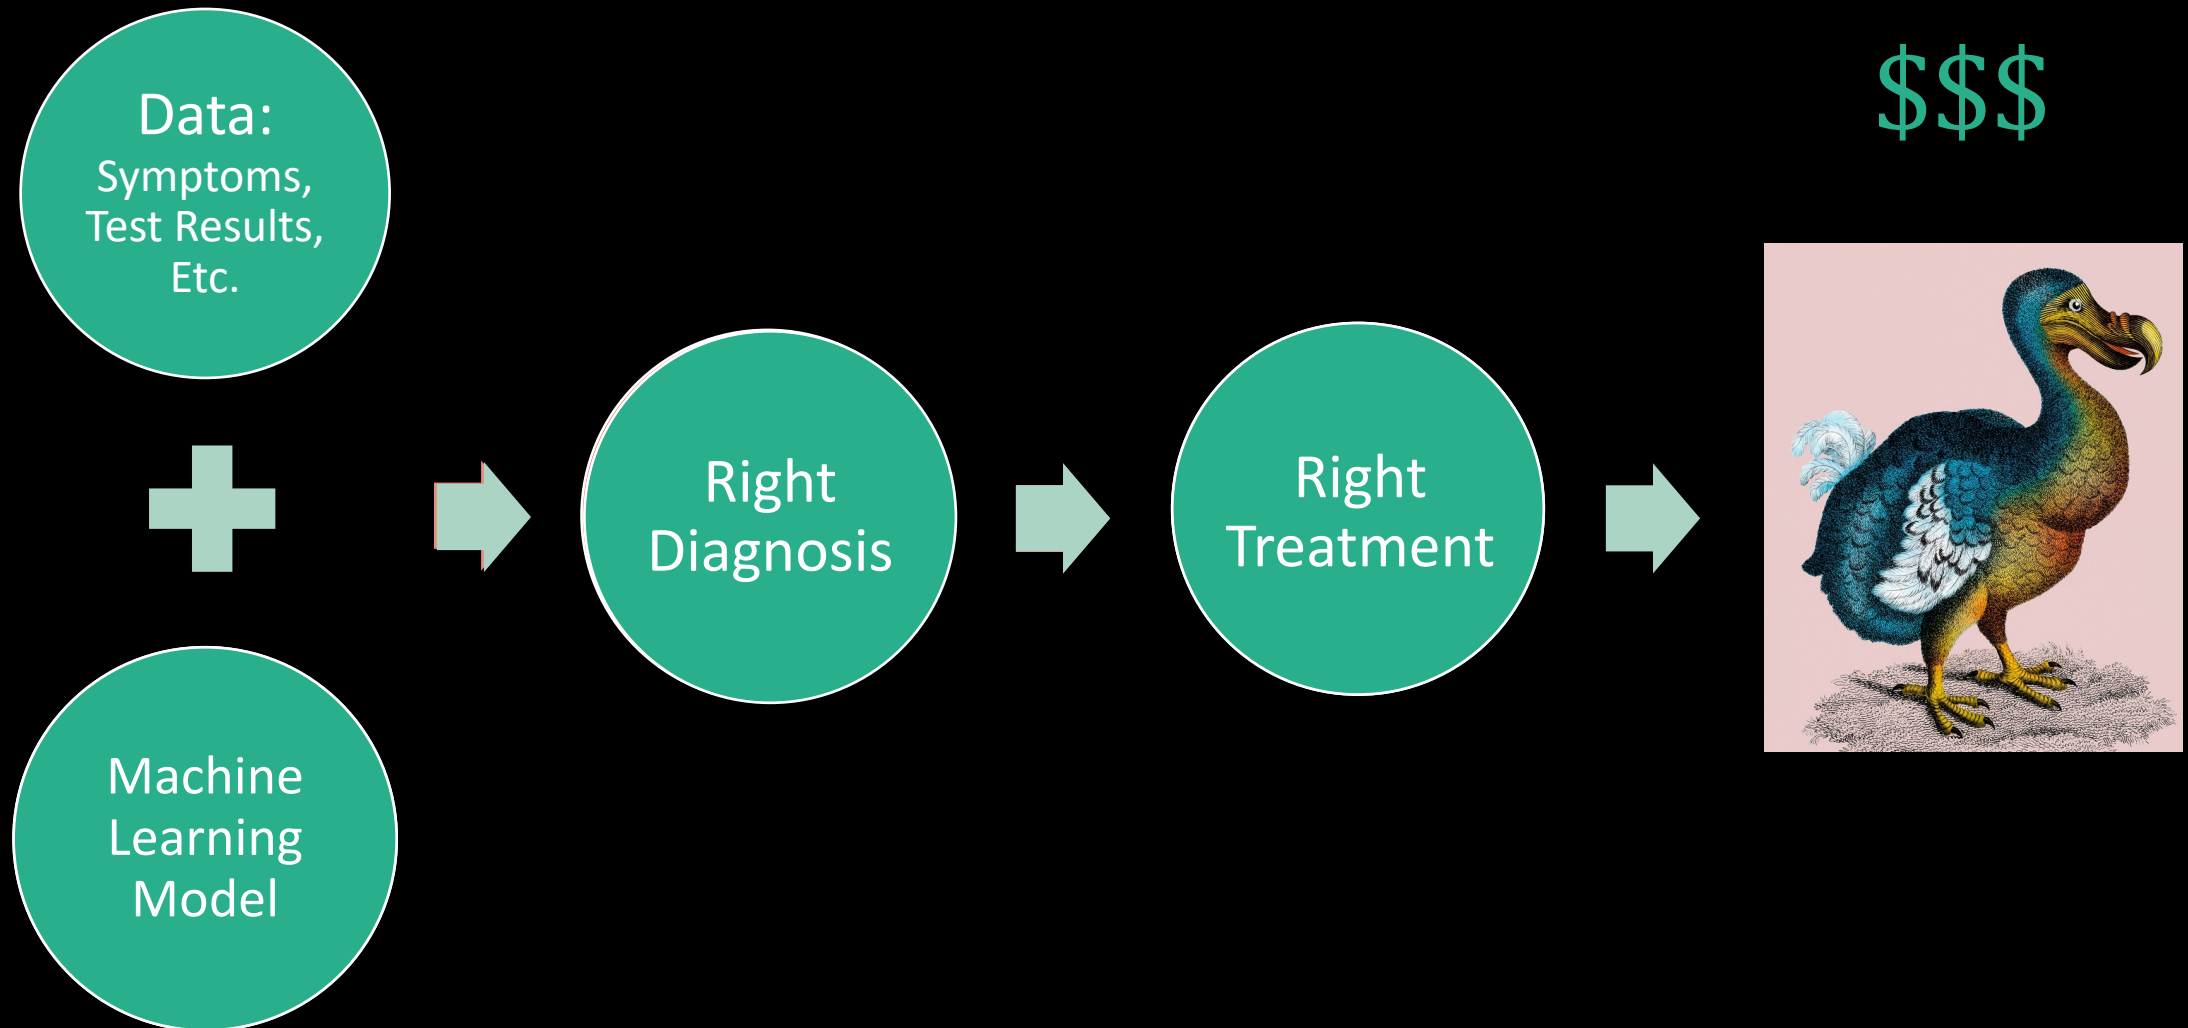 Data:
Symptoms,
Test Results,
Etc.
Machine
Learning
Model
Right
Diagnosis
Right
Treatment
$$$